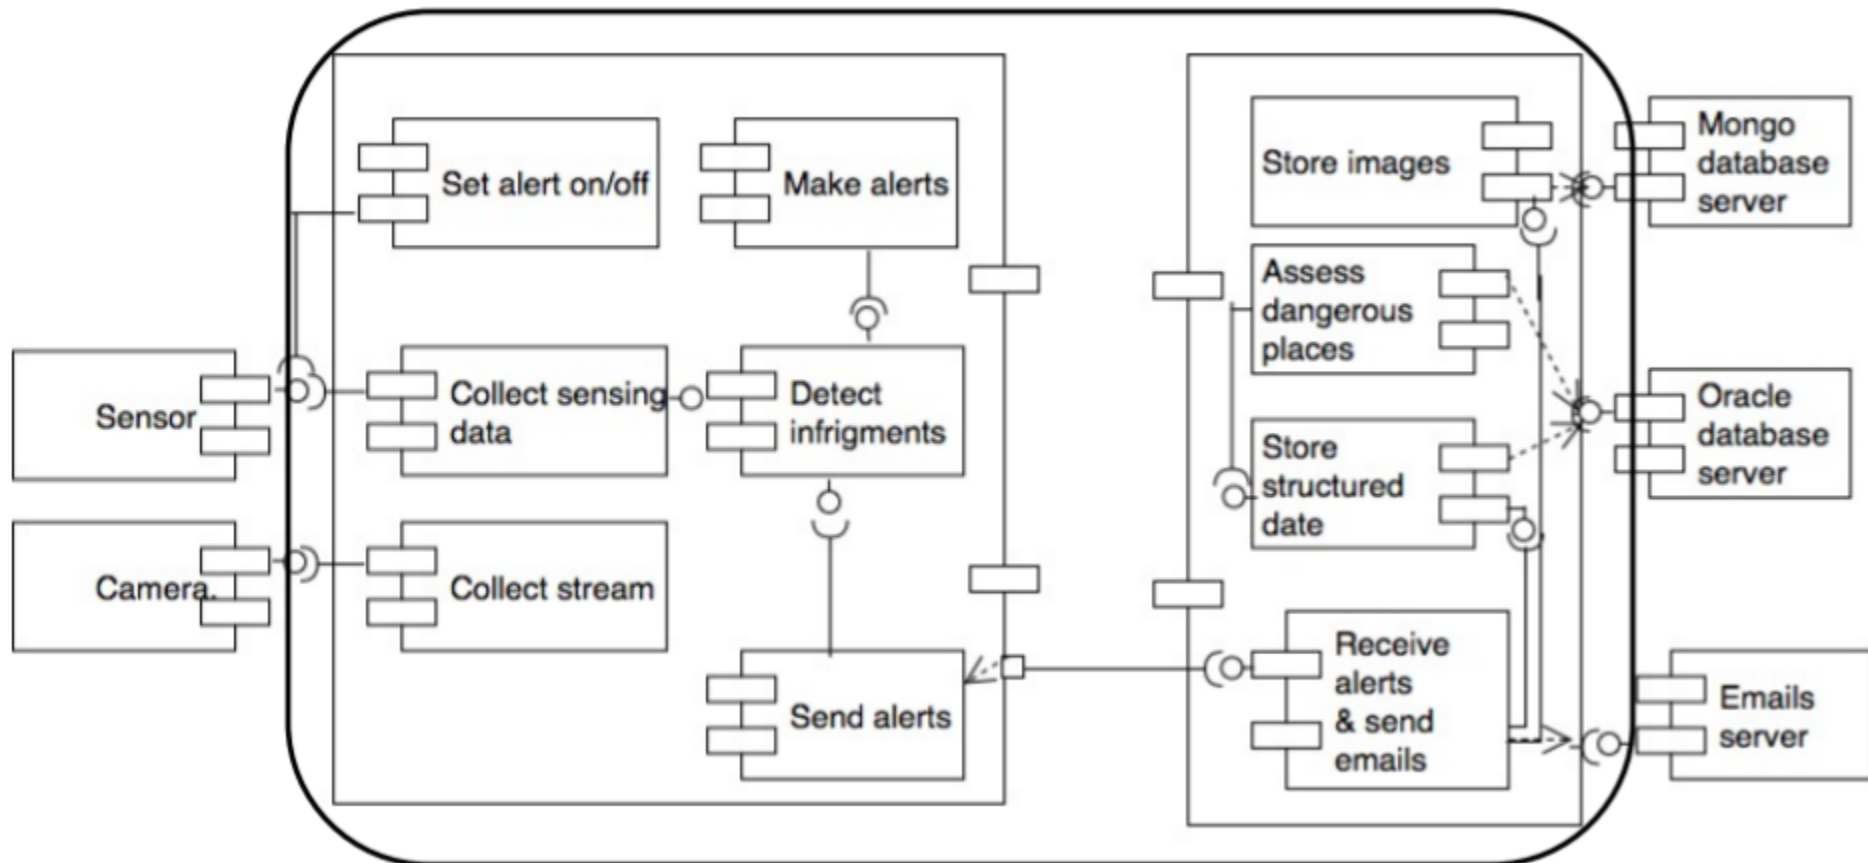 Set alert on/off
Make alerts
Sensor
Collect sensing
data
Detect
infrigments
Camera.
Collect stream
Send alerts
Store images
Assess
dangerous
places
Store
structured
date
Receive
alerts
& send
emails
Mongo
database
server
Oracle
database
server
Emails
server